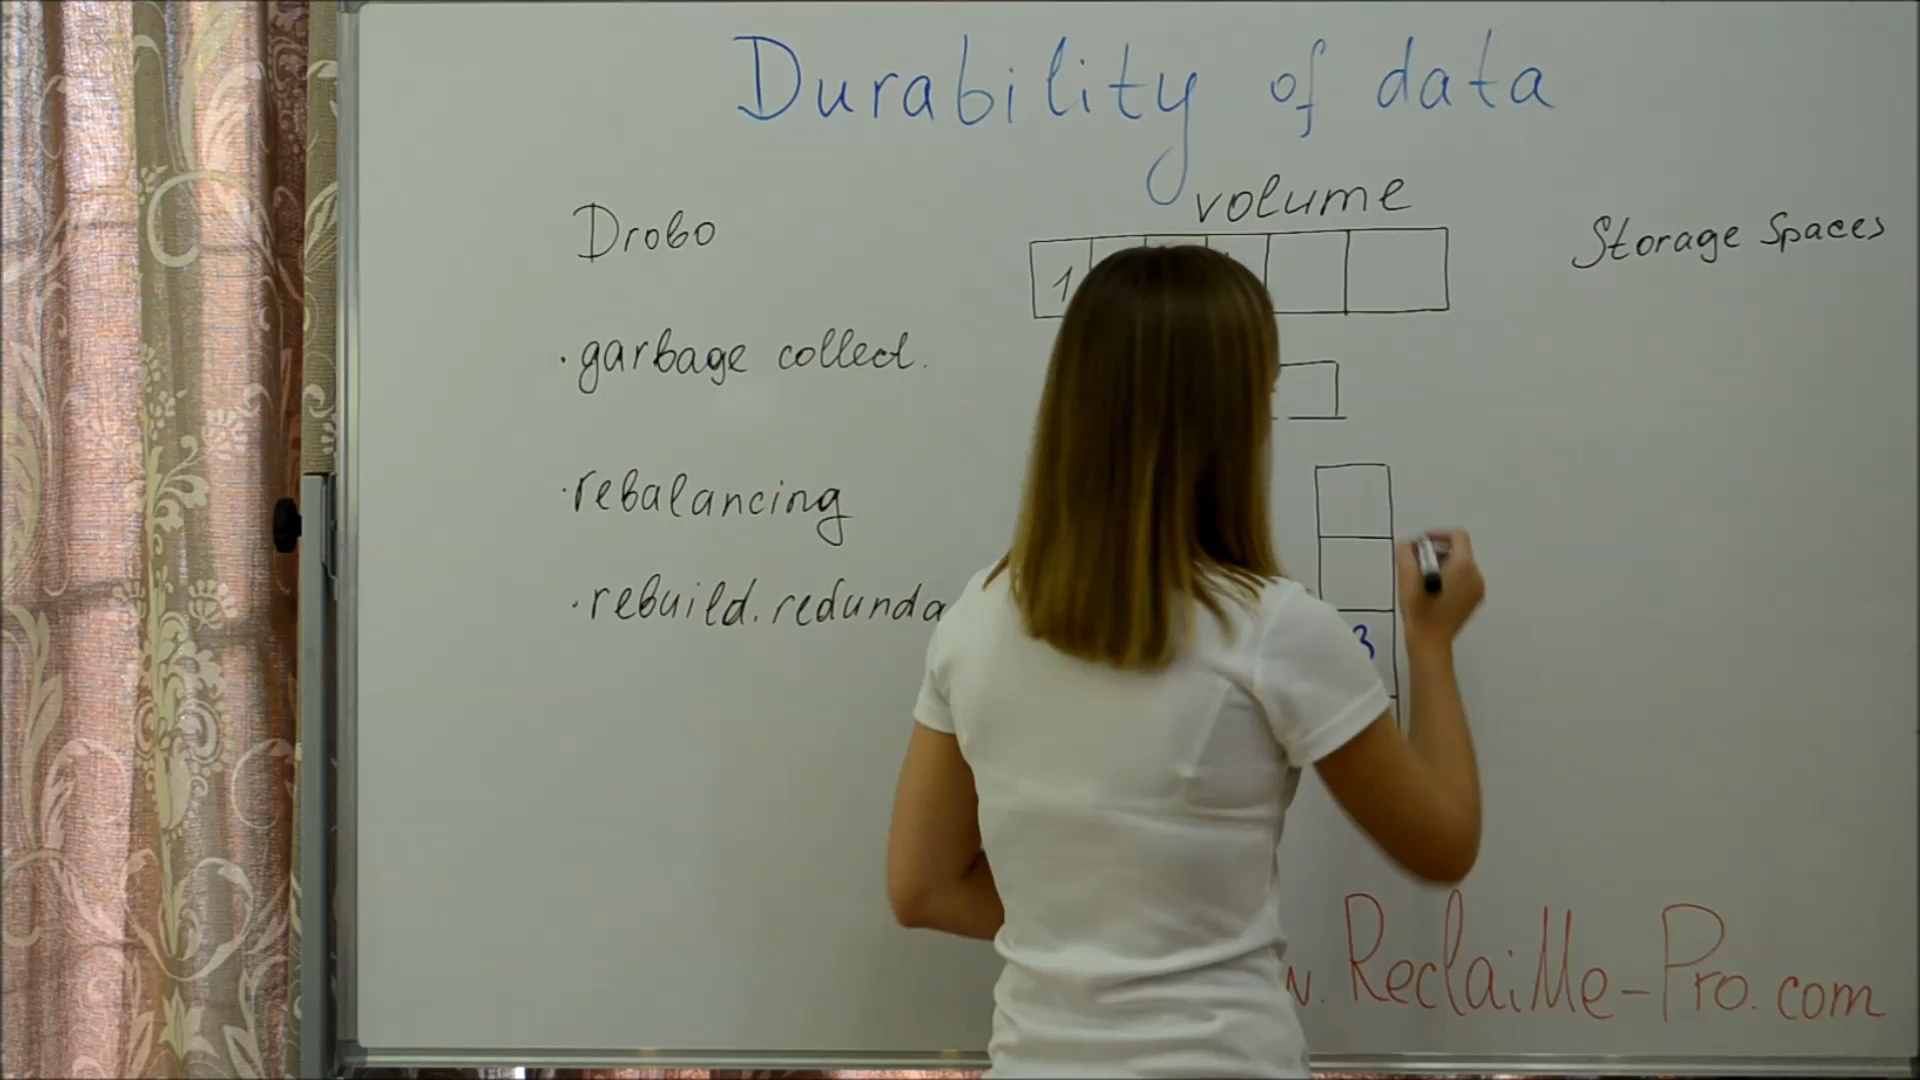 Durability of data
volume
Drobo
Storage Spaces
1
·garbage collect.
·rebalancing
·rebuild. redunda
3
ReclaiMe-Pro.com